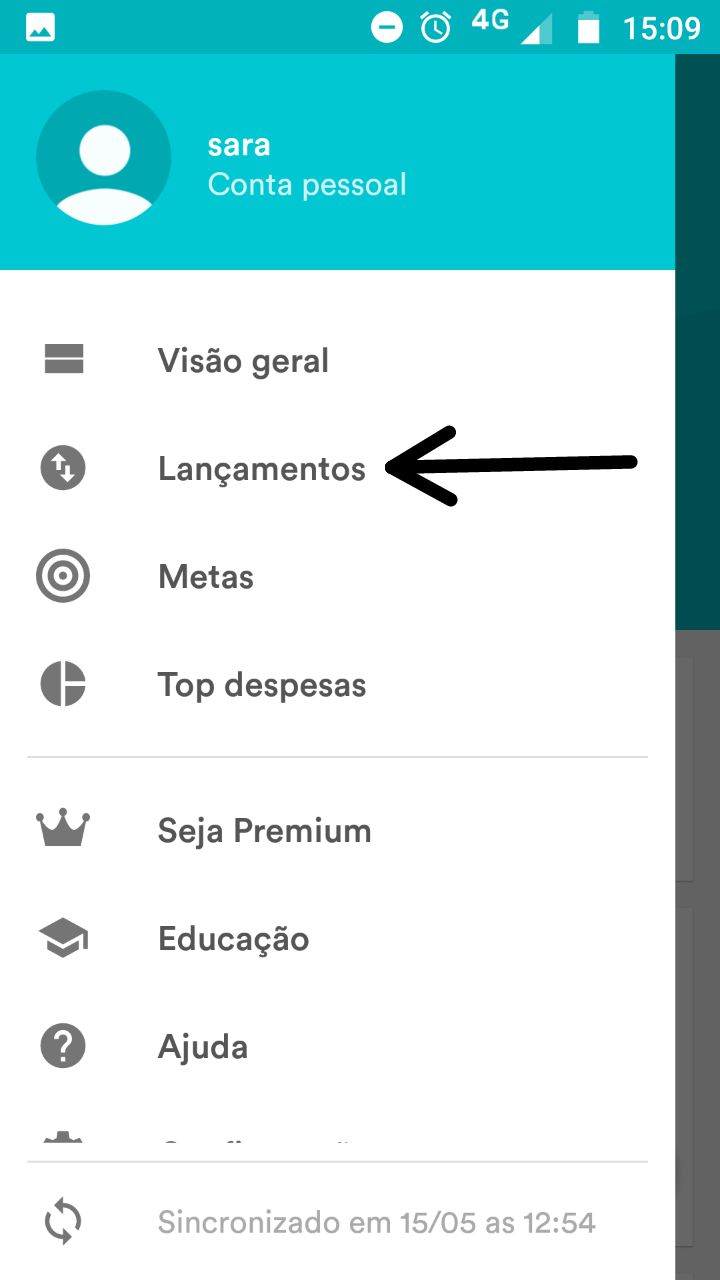 4G 15:09
sara
Conta pessoal
Visão geral
Lançamentos
Metas
Top despesas
Seja Premium
Educação
Ajuda
Sincronizado em 15/05 as 12:54